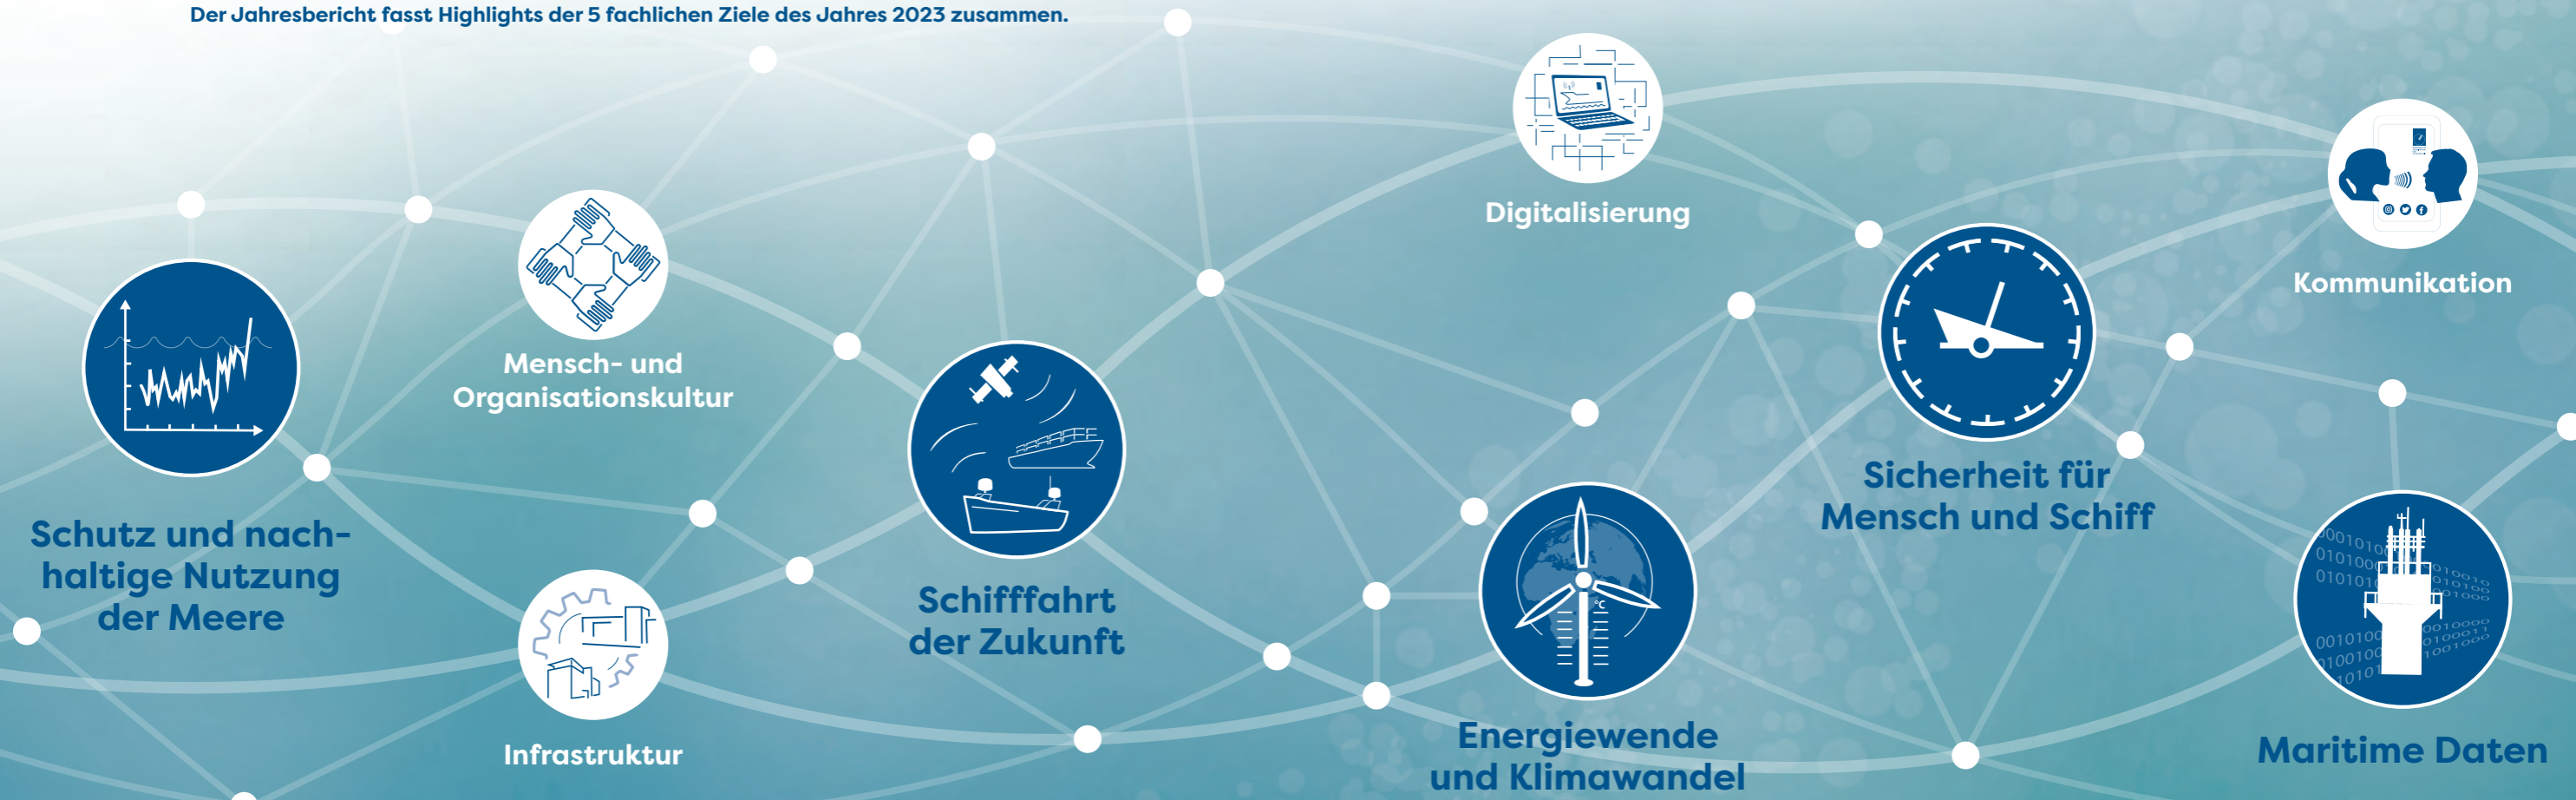 Der Jahresbericht fasst Highlights der 5 fachlichen Ziele des Jahres 2023 zusammen.
Digitalisierung
Kommunikation
Mensch- und
Organisationskultur
Sicherheit für
Mensch und Schiff
Schutz und nach-
haltige Nutzung
der Meere
Schifffahrt
der Zukunft
°C
Infrastruktur
Energiewende
und Klimawandel
Maritime Daten